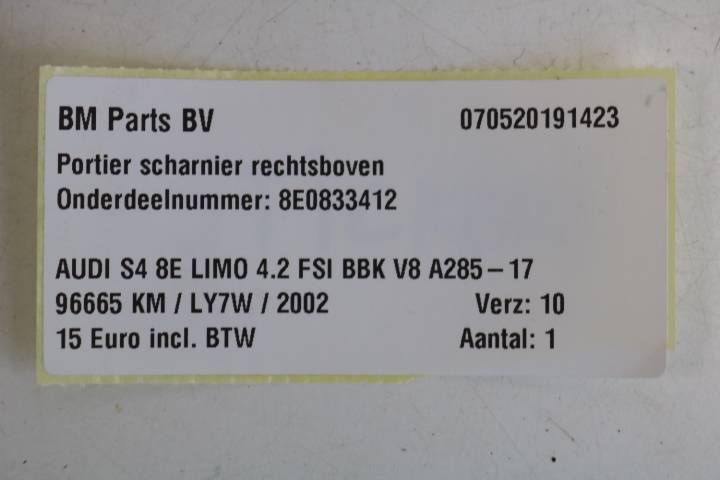 BM Parts BV 070520191423
Portier scharnier rechtsboven
Onderdeelnummer: 8E0833412
AUDI S4 8E LIMO 4.2 FSI BBK V8 A285-17
96665 KM / LY7W / 2002 Verz: 10
15 Euro incl. BTW Aantal: 1